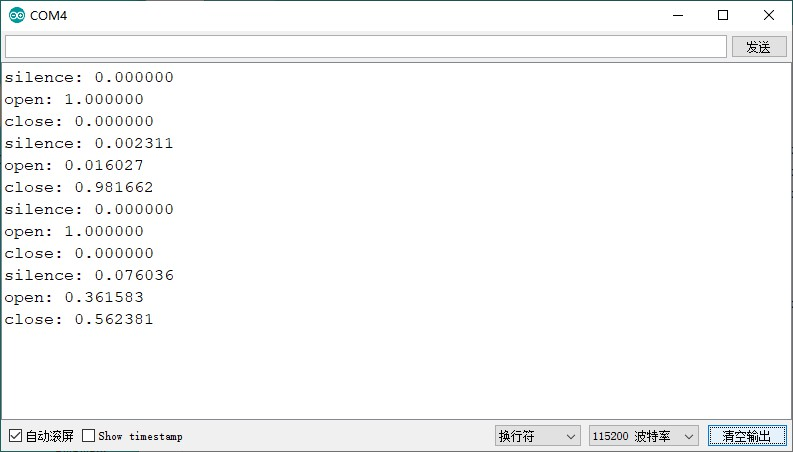 COM4
发送
silence: 0.000000
open: 1.000000
close: 0.000000
silence: 0.002311
open: 0.016027
close: 0.981662
silence: 0.000000
open: 1.000000
close: 0.000000
silence: 0.076036
open: 0.361583
close: 0.562381
自动滚屏 Show timestamp 换行符 115200 波特率 清空输出